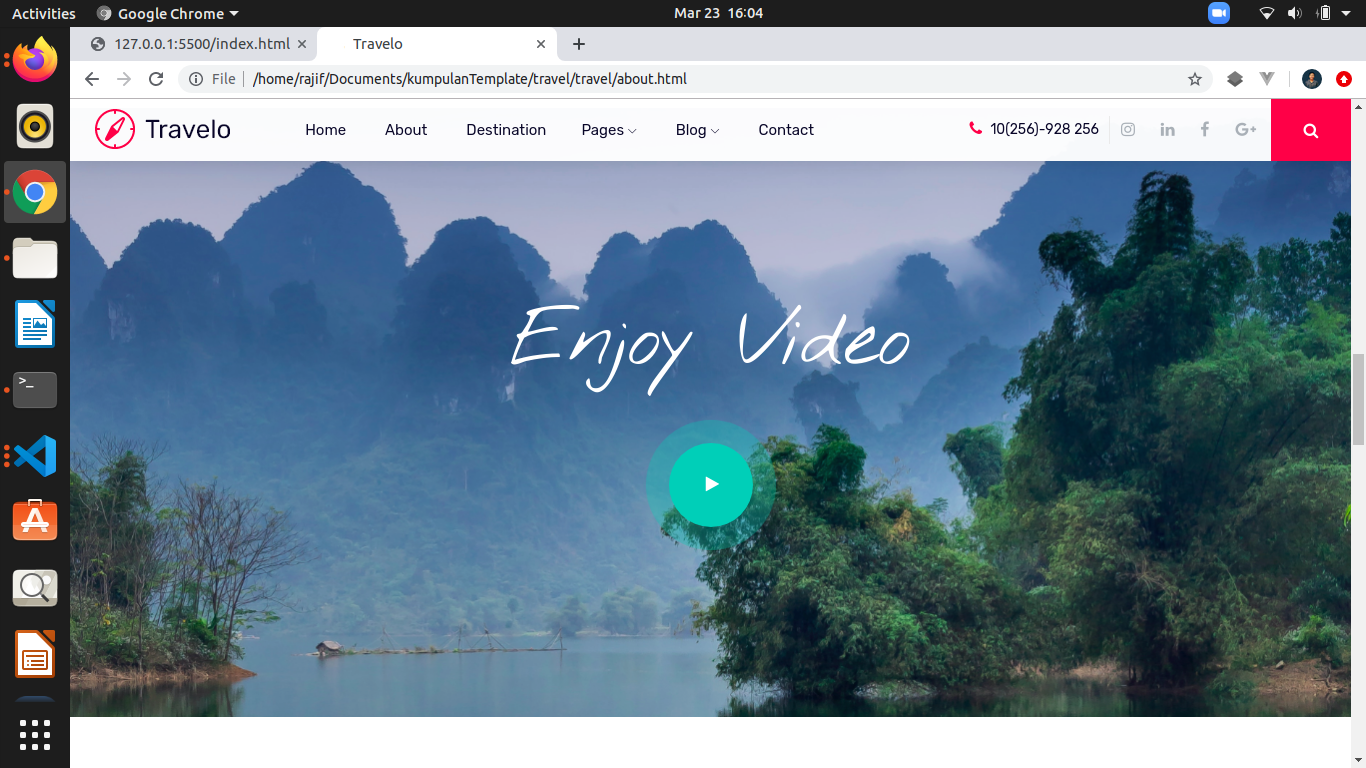 Activities Google Chrome Mar 23 16:04
127.0.0.1:5500/index.html Travelo
File /home/rajif/Documents/kumpulanTemplate/travel/travel/about.html
Travelo Home About Destination Pages Blog Contact 10(256)-928 256
Enjoy Video